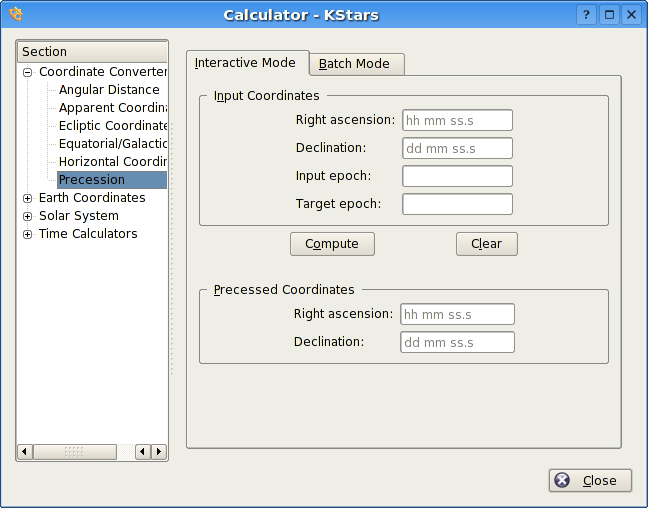 Calculator - KStars
Section
Coordinate Converter
Angular Distance
Apparent Coordina
Ecliptic Coordinate
Equatorial/Galactic
Horizontal Coordin
Precession
Earth Coordinates
Solar System
Time Calculators
Interactive Mode
Batch Mode
Input Coordinates
Right ascension: hh mm ss.s
Declination: dd mm ss.s
Input epoch:
Target epoch:
Compute
Clear
Precessed Coordinates
Right ascension: hh mm ss.s
Declination: dd mm ss.s
Close